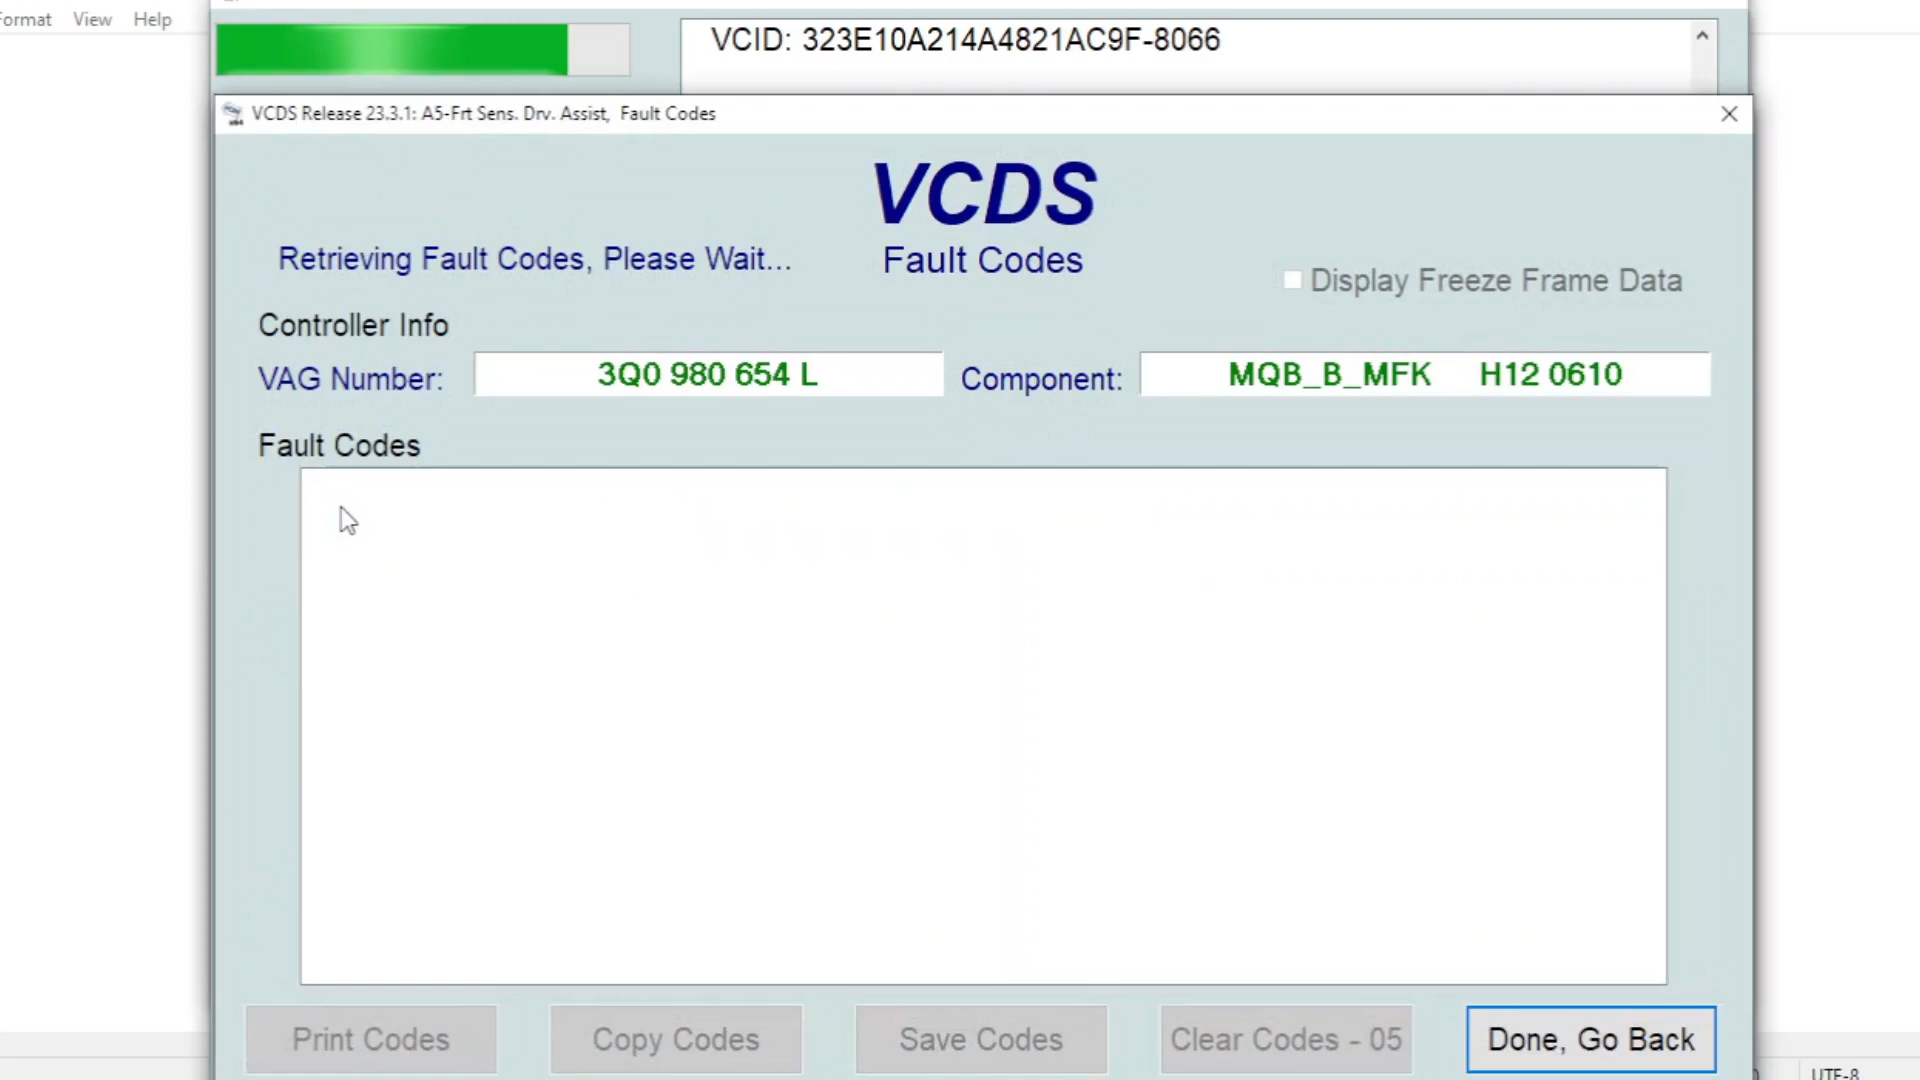 Format View Help
VCID: 323E10A214A4821AC9F-8066
VCDS Release 23.3.1: A5-Frt Sens. Drv. Assist, Fault Codes
VCDS
Retrieving Fault Codes, Please Wait...
Fault Codes
Display Freeze Frame Data
Controller Info
VAG Number: 3Q0 980 654 L Component: MQB_B_MFK H12 0610
Fault Codes
Print Codes Copy Codes Save Codes Clear Codes - 05 Done, Go Back
UTF-8